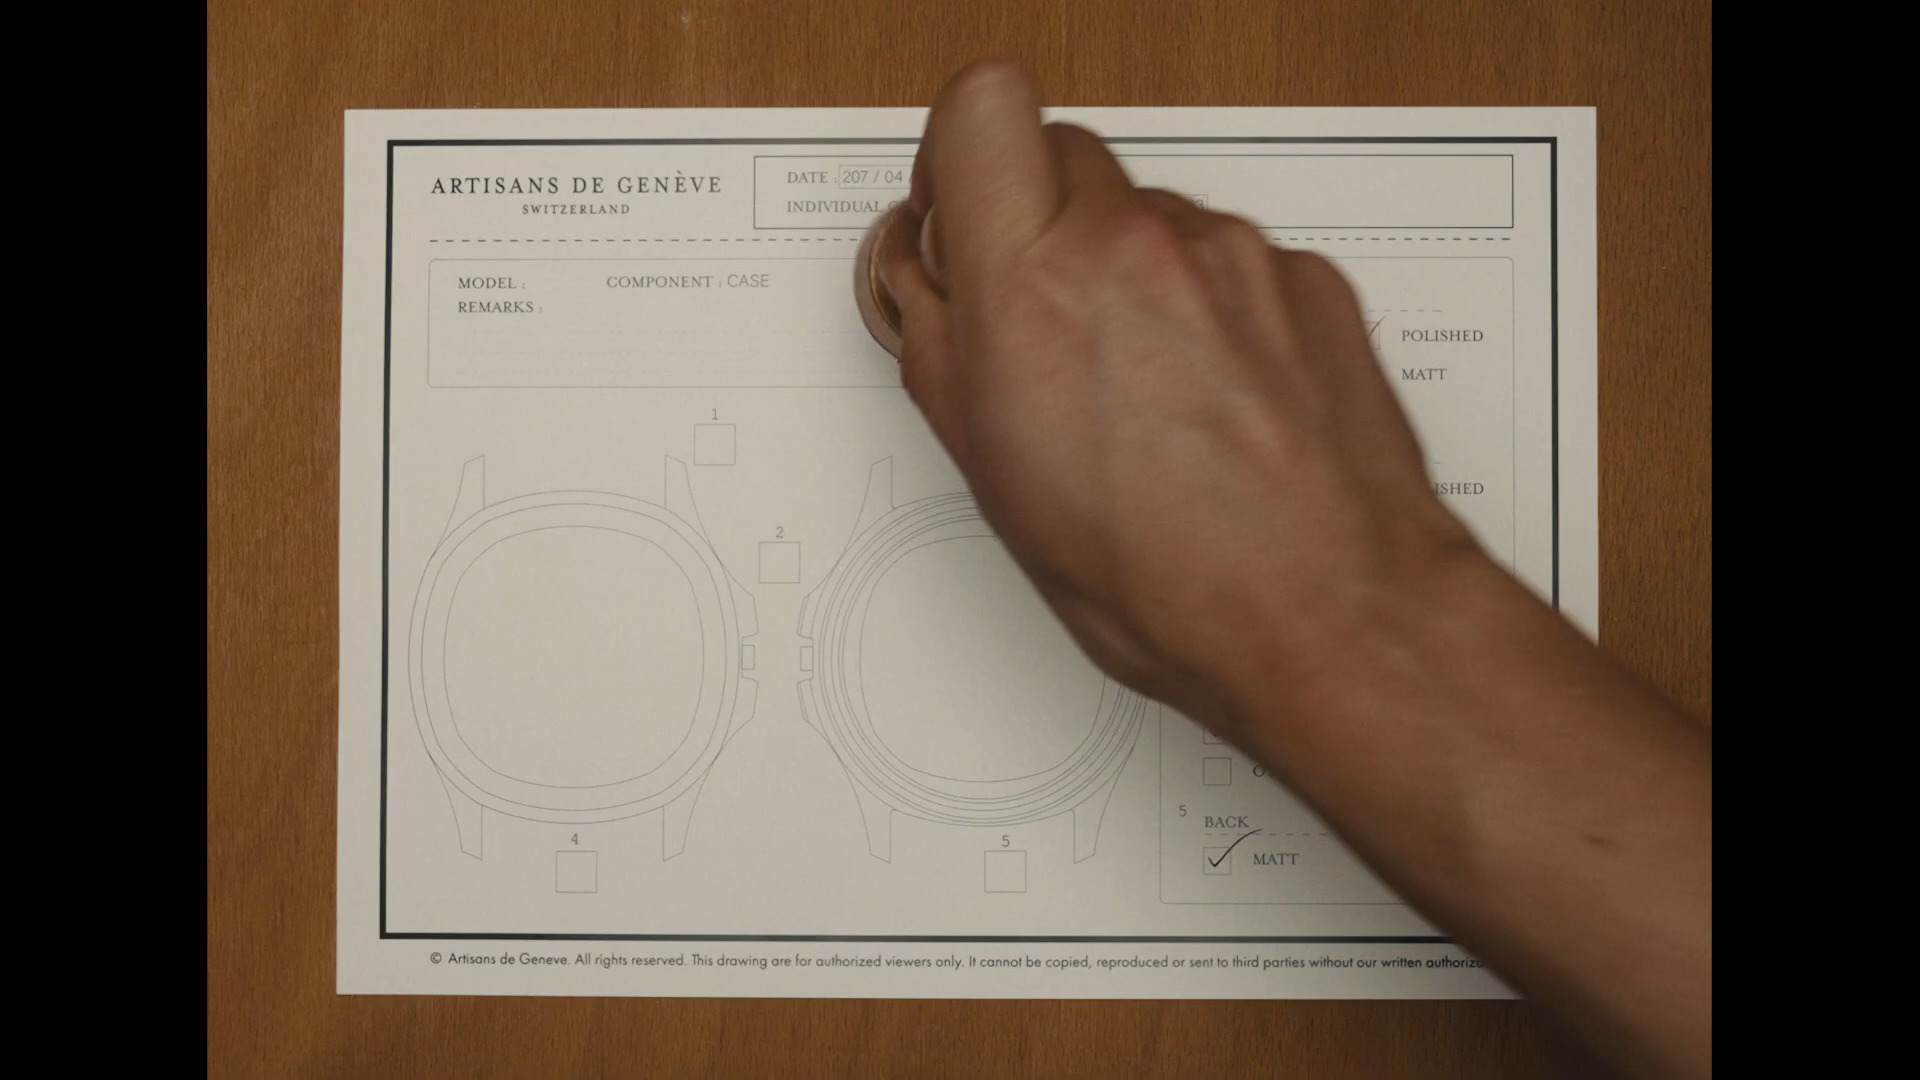 ARTISANS DE GENÈVE
SWITZERLAND
DATE : 207 / 04
INDIVIDUAL
MODEL :
COMPONENT : CASE
REMARKS :
POLISHED
MATT
1
2
4
5
5
BACK
MATT
© Artisans de Geneve. All rights reserved. This drawing are for authorized viewers only. It cannot be copied, reproduced or sent to third parties without our written